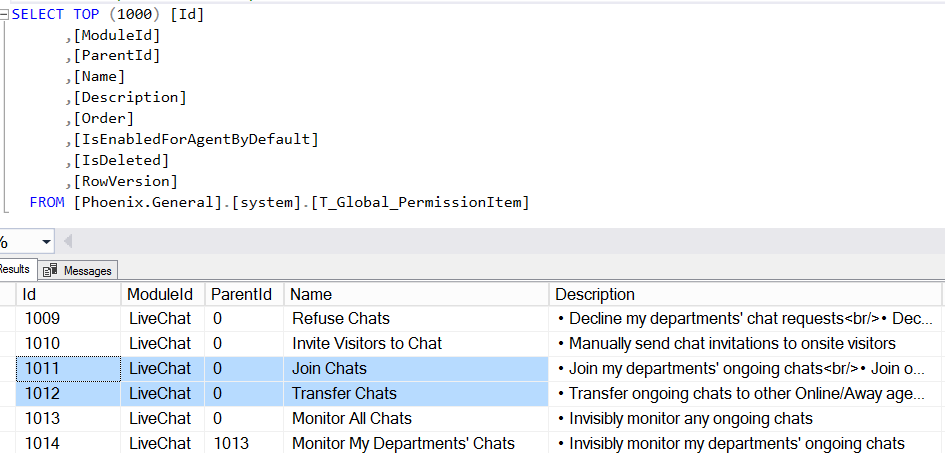 SELECT TOP (1000) [Id]
,[ModuleId]
,[ParentId]
,[Name]
,[Description]
,[Order]
,[IsEnabledForAgentByDefault]
,[IsDeleted]
,[RowVersion]
FROM [Phoenix.General].[system].[T_Global_PermissionItem]
%
Results Messages
Id ModuleId ParentId Name Description
1009 LiveChat 0 Refuse Chats • Decline my departments' chat requests<br/>• Dec...
1010 LiveChat 0 Invite Visitors to Chat • Manually send chat invitations to onsite visitors
1011 LiveChat 0 Join Chats • Join my departments' ongoing chats<br/>• Join o...
1012 LiveChat 0 Transfer Chats • Transfer ongoing chats to other Online/Away age...
1013 LiveChat 0 Monitor All Chats • Invisibly monitor any ongoing chats
1014 LiveChat 1013 Monitor My Departments' Chats • Invisibly monitor my departments' ongoing chats